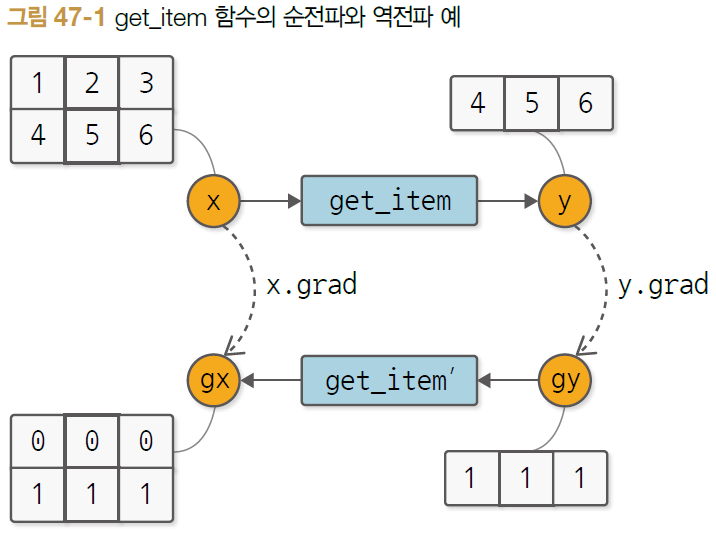 그림 47-1 get_item 함수의 순전파와 역전파 예
1 2 3
4 5 6
4 5 6
x
get_item
y
x.grad
y.grad
gx
get_item′
gy
0 0 0
1 1 1
1 1 1